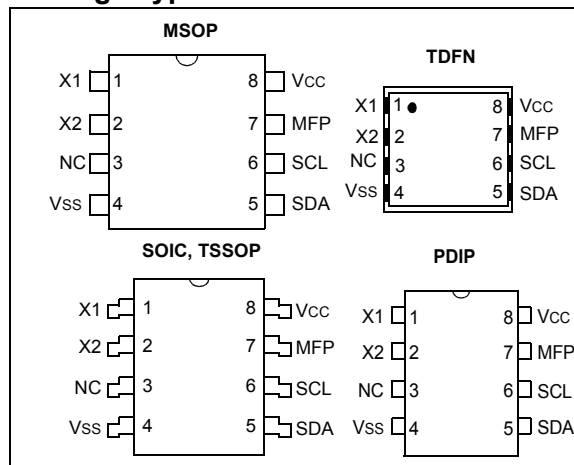 MSOP
X1 1 8 VCC
X2 2 7 MFP
NC 3 6 SCL
VSS 4 5 SDA
TDFN
X1 1 8 VCC
X2 2 7 MFP
NC 3 6 SCL
VSS 4 5 SDA
SOIC, TSSOP
X1 1 8 VCC
X2 2 7 MFP
NC 3 6 SCL
VSS 4 5 SDA
PDIP
X1 1 8 VCC
X2 2 7 MFP
NC 3 6 SCL
VSS 4 5 SDA